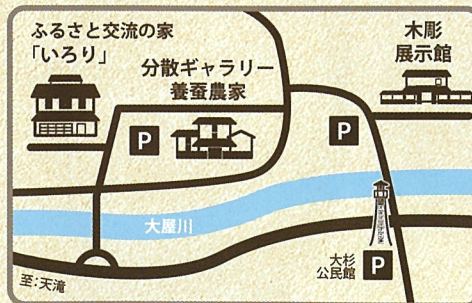 ふるさと交流の家
「いろり」
分散ギャラリー
養蚕農家
木彫
展示館
P
P
大屋川
大杉
公民館
P
至:天滝